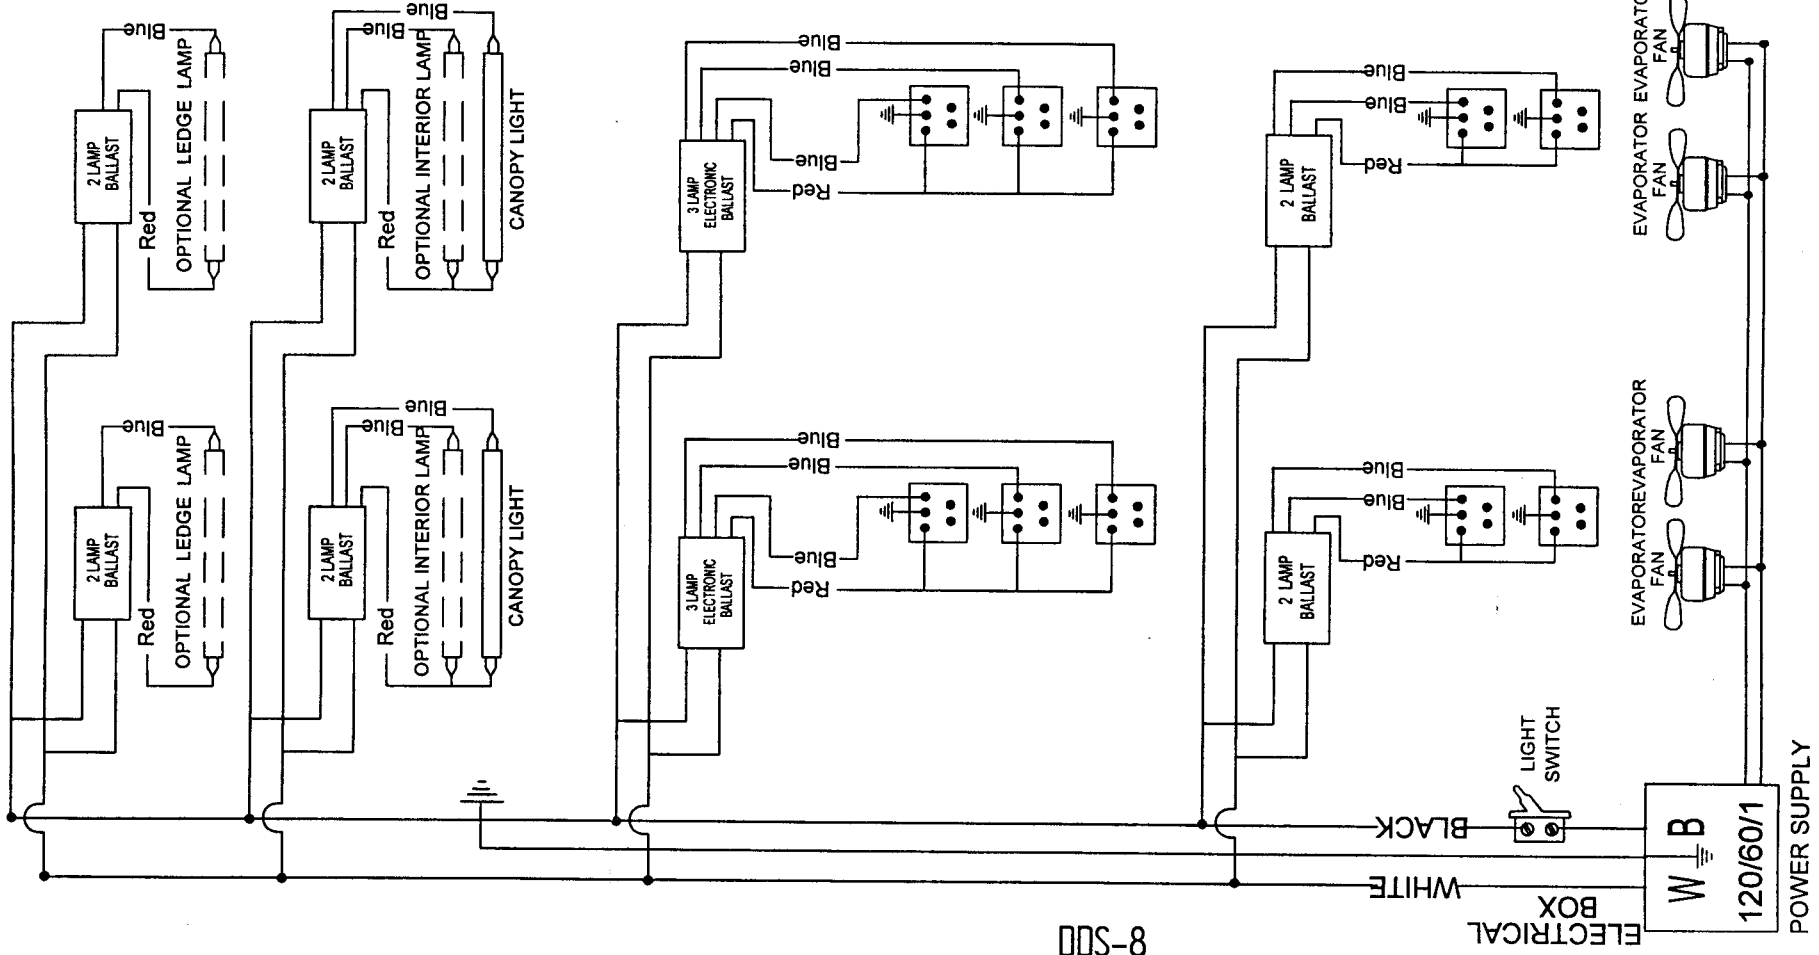 Blue
2 LAMP
BALLAST
Red
OPTIONAL LEDGE LAMP
Blue
Blue
2 LAMP
BALLAST
Red
OPTIONAL INTERIOR LAMP
CANOPY LIGHT
Blue
Blue
Blue
Red
3 LAMP
ELECTRONIC
BALLAST
Blue
Blue
Red
2 LAMP
BALLAST
EVAPORATOR
FAN
EVAPORATO
FAN
Blue
2 LAMP
BALLAST
Red
OPTIONAL LEDGE LAMP
Blue
Blue
2 LAMP
BALLAST
Red
OPTIONAL INTERIOR LAMP
CANOPY LIGHT
Blue
Blue
Blue
Red
3 LAMP
ELECTRONIC
BALLAST
Blue
Blue
Red
2 LAMP
BALLAST
EVAPORATOR
FAN
EVAPORATOR
FAN
LIGHT
SWITCH
BLACK
WHITE
ELECTRICAL
BOX
W B
120/60/1
POWER SUPPLY
DDS-8